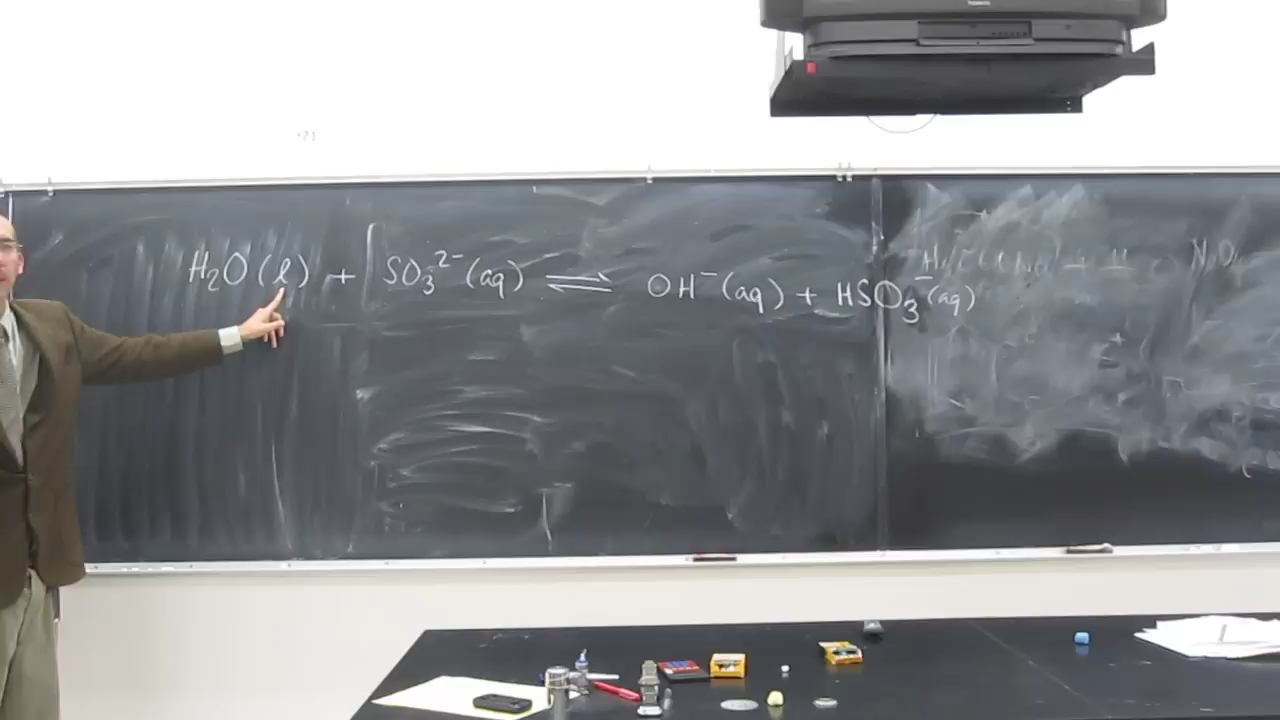 H₂O(l) + SO₃²⁻(aq) ⇌ OH⁻(aq) + HSO₃⁻(aq)